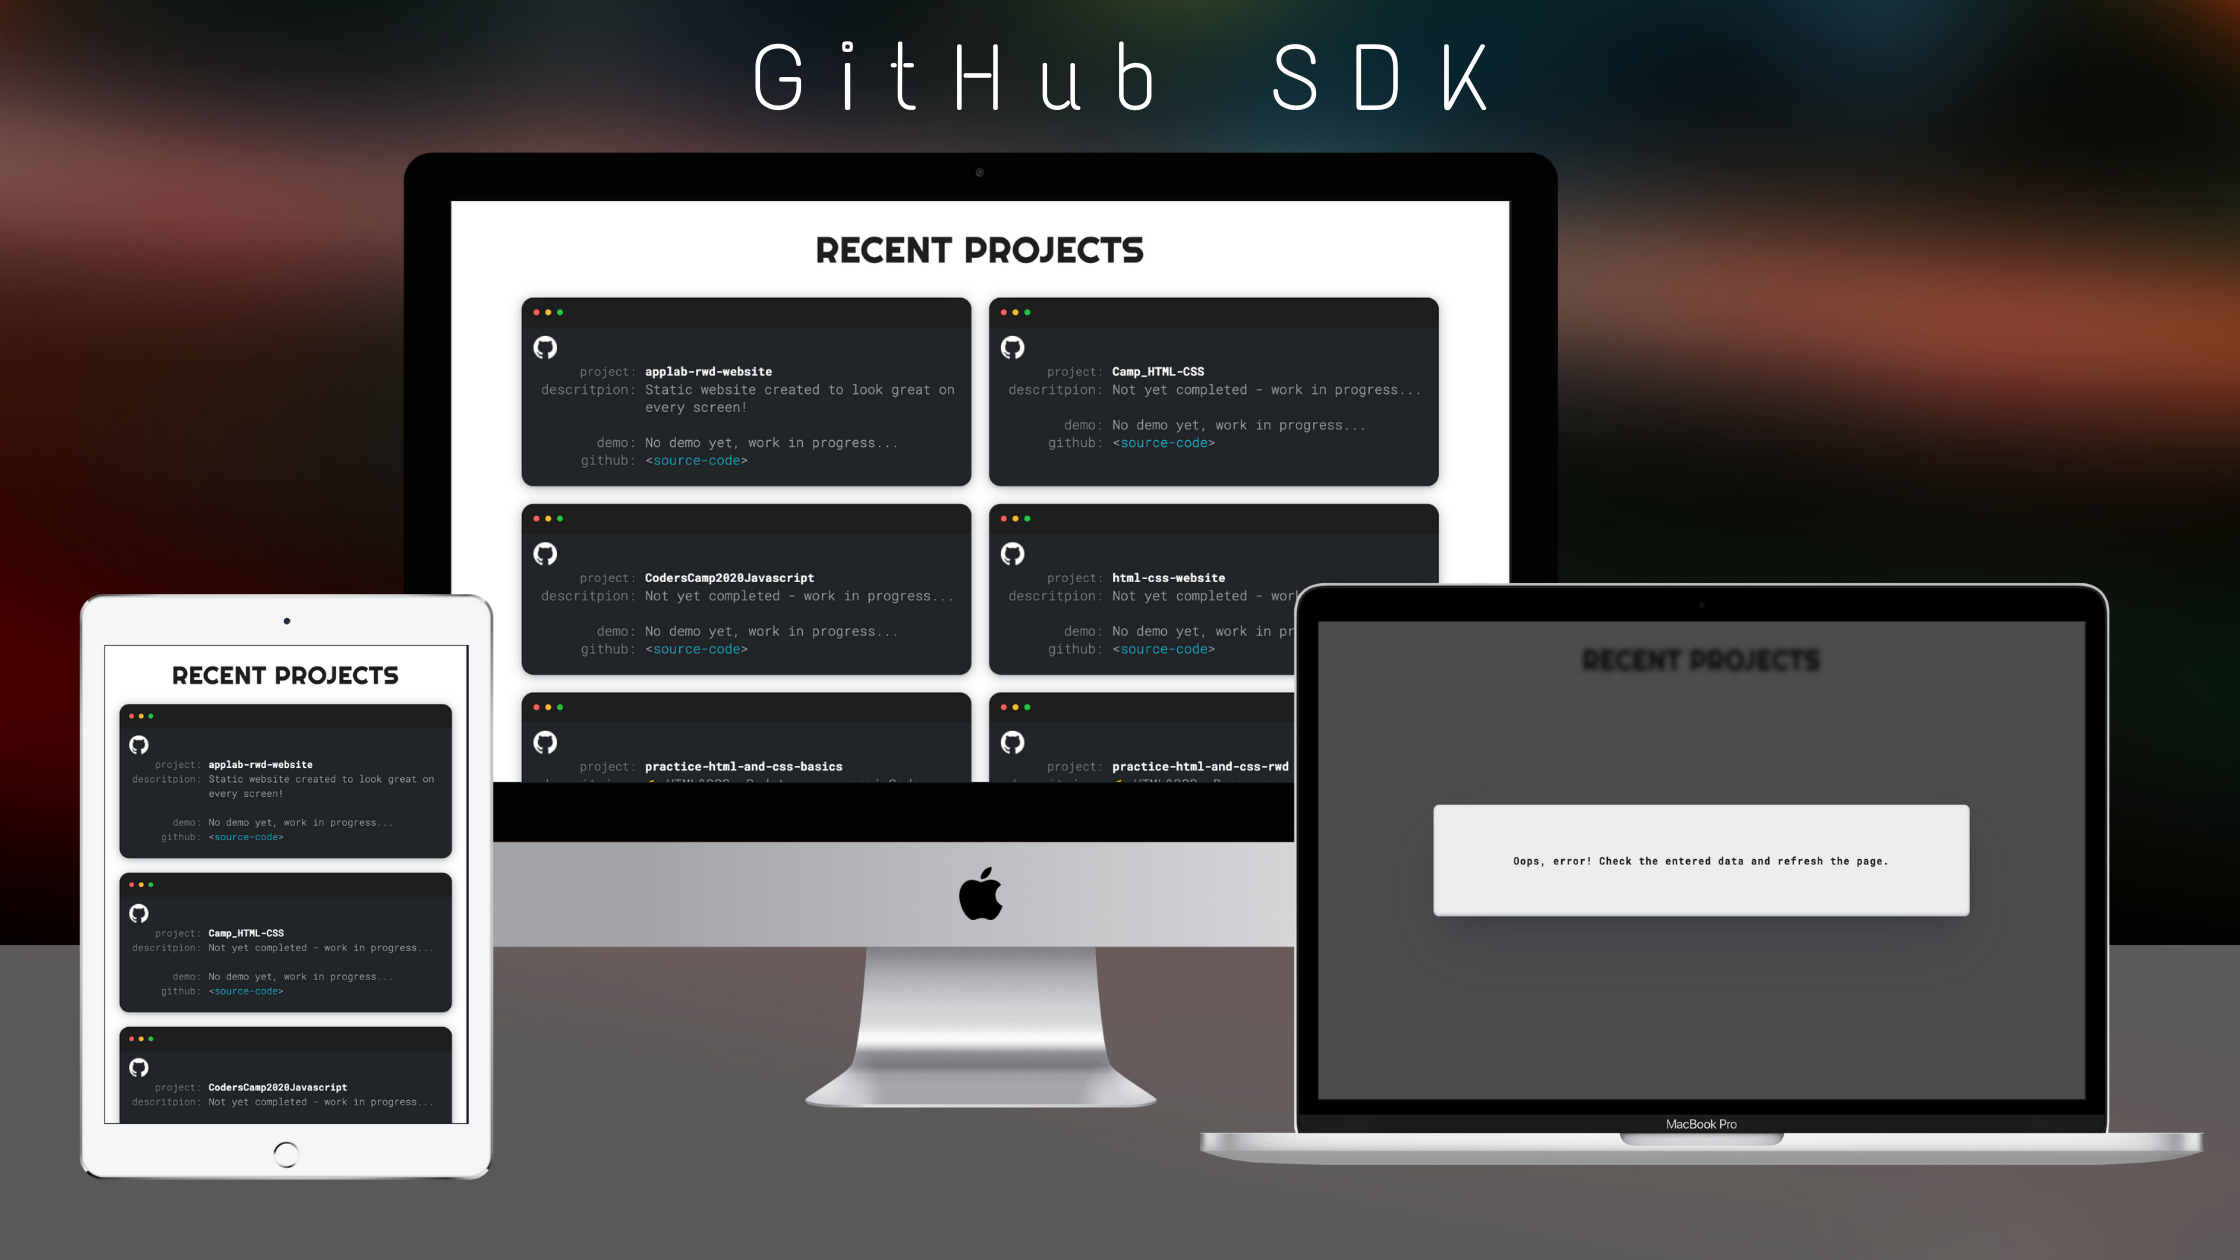 GitHub SDK
RECENT PROJECTS
project: applab-rwd-website
descritpion: Static website created to look great on
every screen!
demo: No demo yet, work in progress...
github: <source-code>
project: Camp_HTML-CSS
descritpion: Not yet completed - work in progress...
demo: No demo yet, work in progress...
github: <source-code>
project: CodersCamp2020Javascript
descritpion: Not yet completed - work in progress...
demo: No demo yet, work in progress...
github: <source-code>
project: html-css-website
descritpion: Not yet completed - wor
demo: No demo yet, work in pr
github: <source-code>
project: practice-html-and-css-basics
project: practice-html-and-css-rwd
RECENT PROJECTS
project: applab-rwd-website
descritpion: Static website created to look great on
every screen!
demo: No demo yet, work in progress...
github: <source-code>
project: Camp_HTML-CSS
descritpion: Not yet completed - work in progress...
demo: No demo yet, work in progress...
github: <source-code>
project: CodersCamp2020Javascript
descritpion: Not yet completed - work in progress...
RECENT PROJECTS
Oops, error! Check the entered data and refresh the page.
MacBook Pro